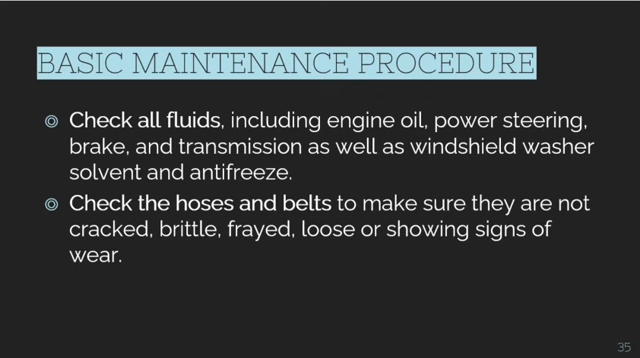 BASIC MAINTENANCE PROCEDURE
Check all fluids, including engine oil, power steering,
brake, and transmission as well as windshield washer
solvent and antifreeze.
Check the hoses and belts to make sure they are not
cracked, brittle, frayed, loose or showing signs of
wear.
35